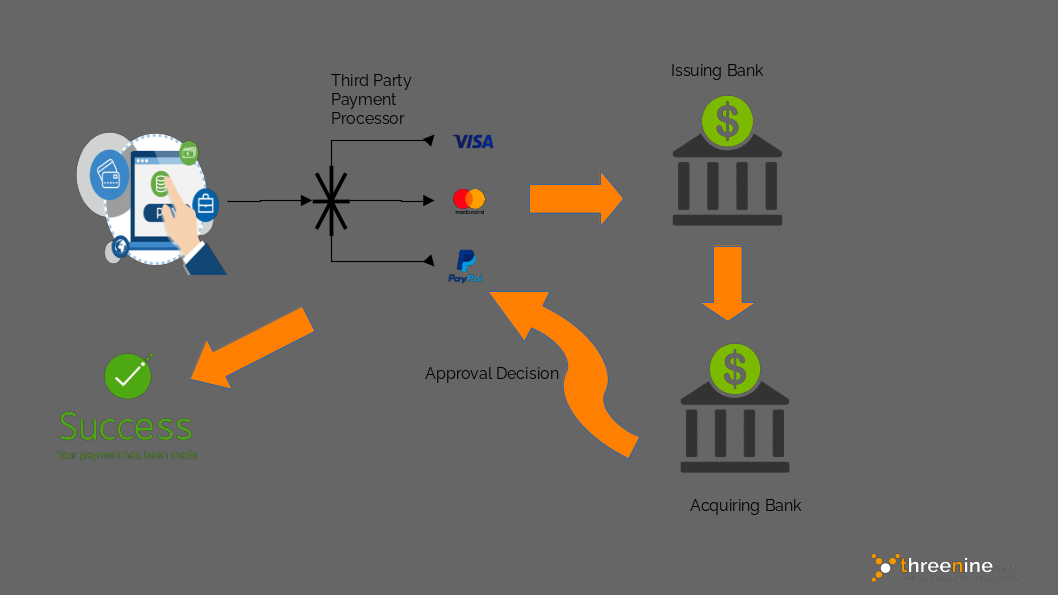 Issuing Bank
Third Party
Payment
Processor
VISA
mastercard
PayPal
Approval Decision
Success
Your payment has been made
Acquiring Bank
threenine